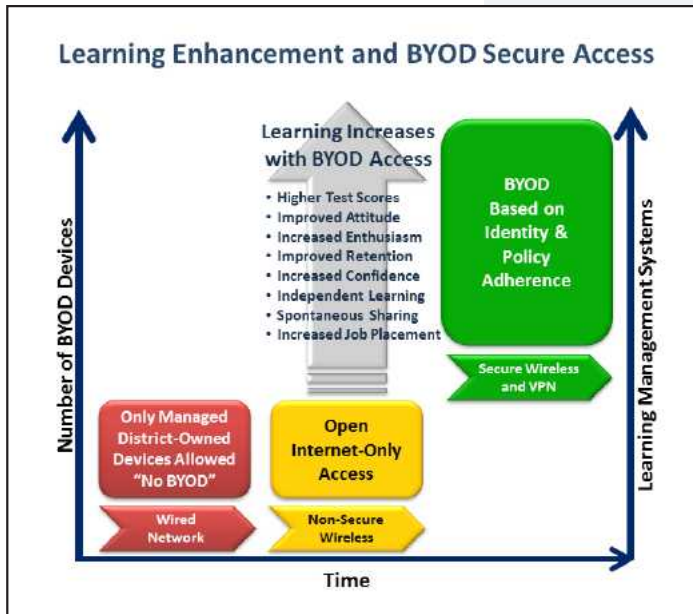 Learning Enhancement and BYOD Secure Access
Number of BYOD Devices
Learning Increases
with BYOD Access
• Higher Test Scores
• Improved Attitude
• Increased Enthusiasm
• Improved Retention
• Increased Confidence
• Independent Learning
• Spontaneous Sharing
• Increased Job Placement
BYOD
Based on
Identity &
Policy
Adherence
Secure Wireless
and VPN
Only Managed
District-Owned
Devices Allowed
“No BYOD”
Wired
Network
Open
Internet-Only
Access
Non-Secure
Wireless
Learning Management Systems
Time